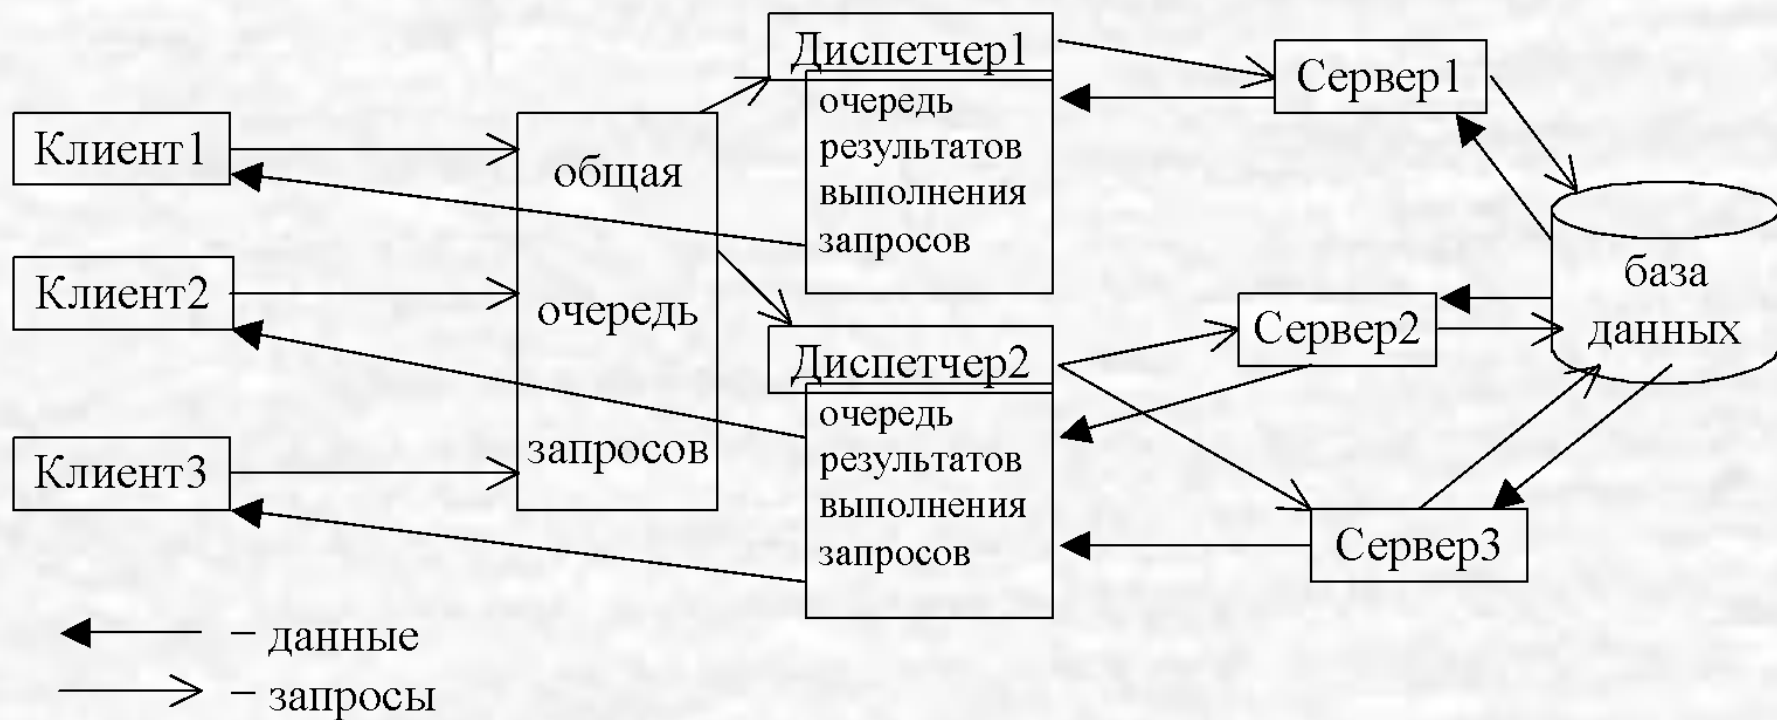 Клиент1
Клиент2
Клиент3
общая
очередь
запросов
Диспетчер1
очередь
результатов
выполнения
запросов
Диспетчер2
очередь
результатов
выполнения
запросов
Сервер1
Сервер2
Сервер3
база
данных
– данные
– запросы